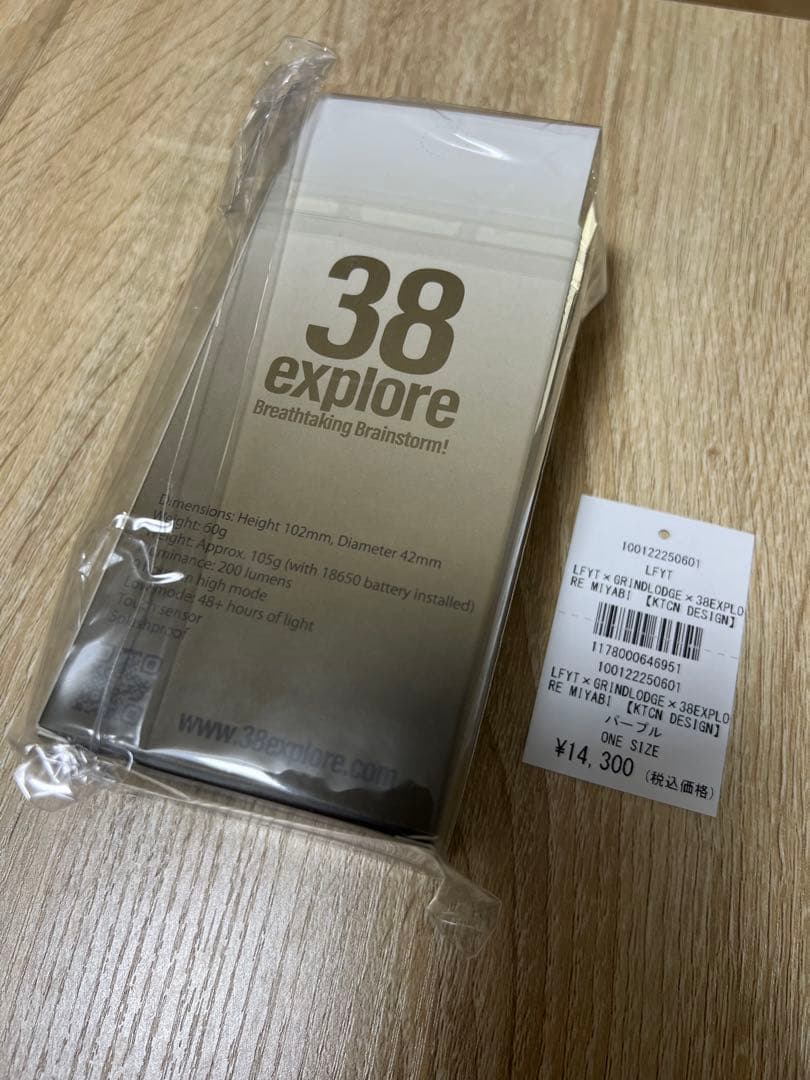 38
explore
Breathtaking Brainstorm!
Dimensions: Height 102mm, Diameter 42mm
Weight: 60g
Weight: Approx. 105g (with 18650 battery installed)
200 lumens
high mode
Low mode: 48+ hours of light
Touch sensor
Splashproof
www.38explore.com
100122250601
LFYT
LFYT×GRINDLODGE×38EXPLO
RE MIYABI 【KTCN DESIGN】
1178000646951
100122250601
LFYT×GRINDLODGE×38EXPLO
RE MIYABI 【KTCN DESIGN】
パープル
ONE SIZE
¥14,300 (税込価格)